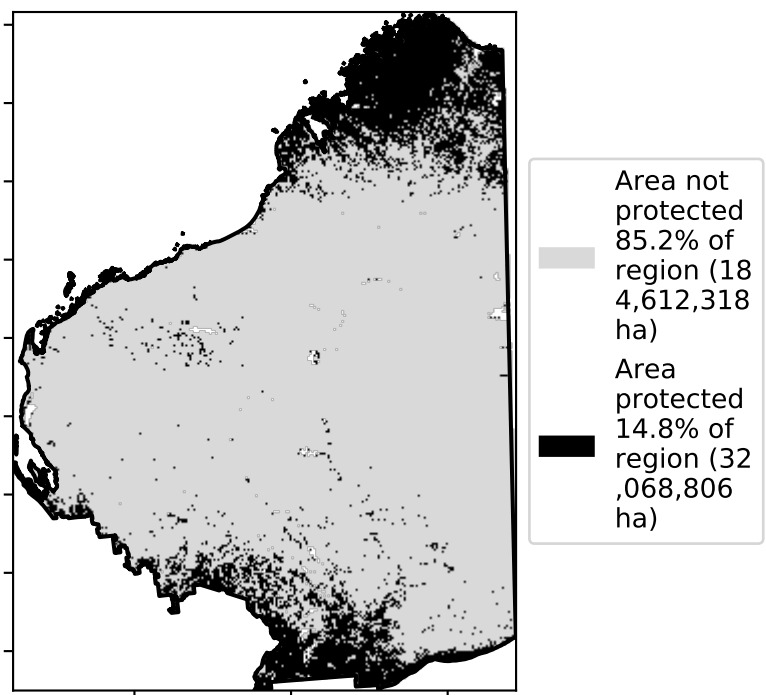 Area not
protected
85.2% of
region (18
4,612,318
ha)
Area
protected
14.8% of
region (32
,068,806
ha)